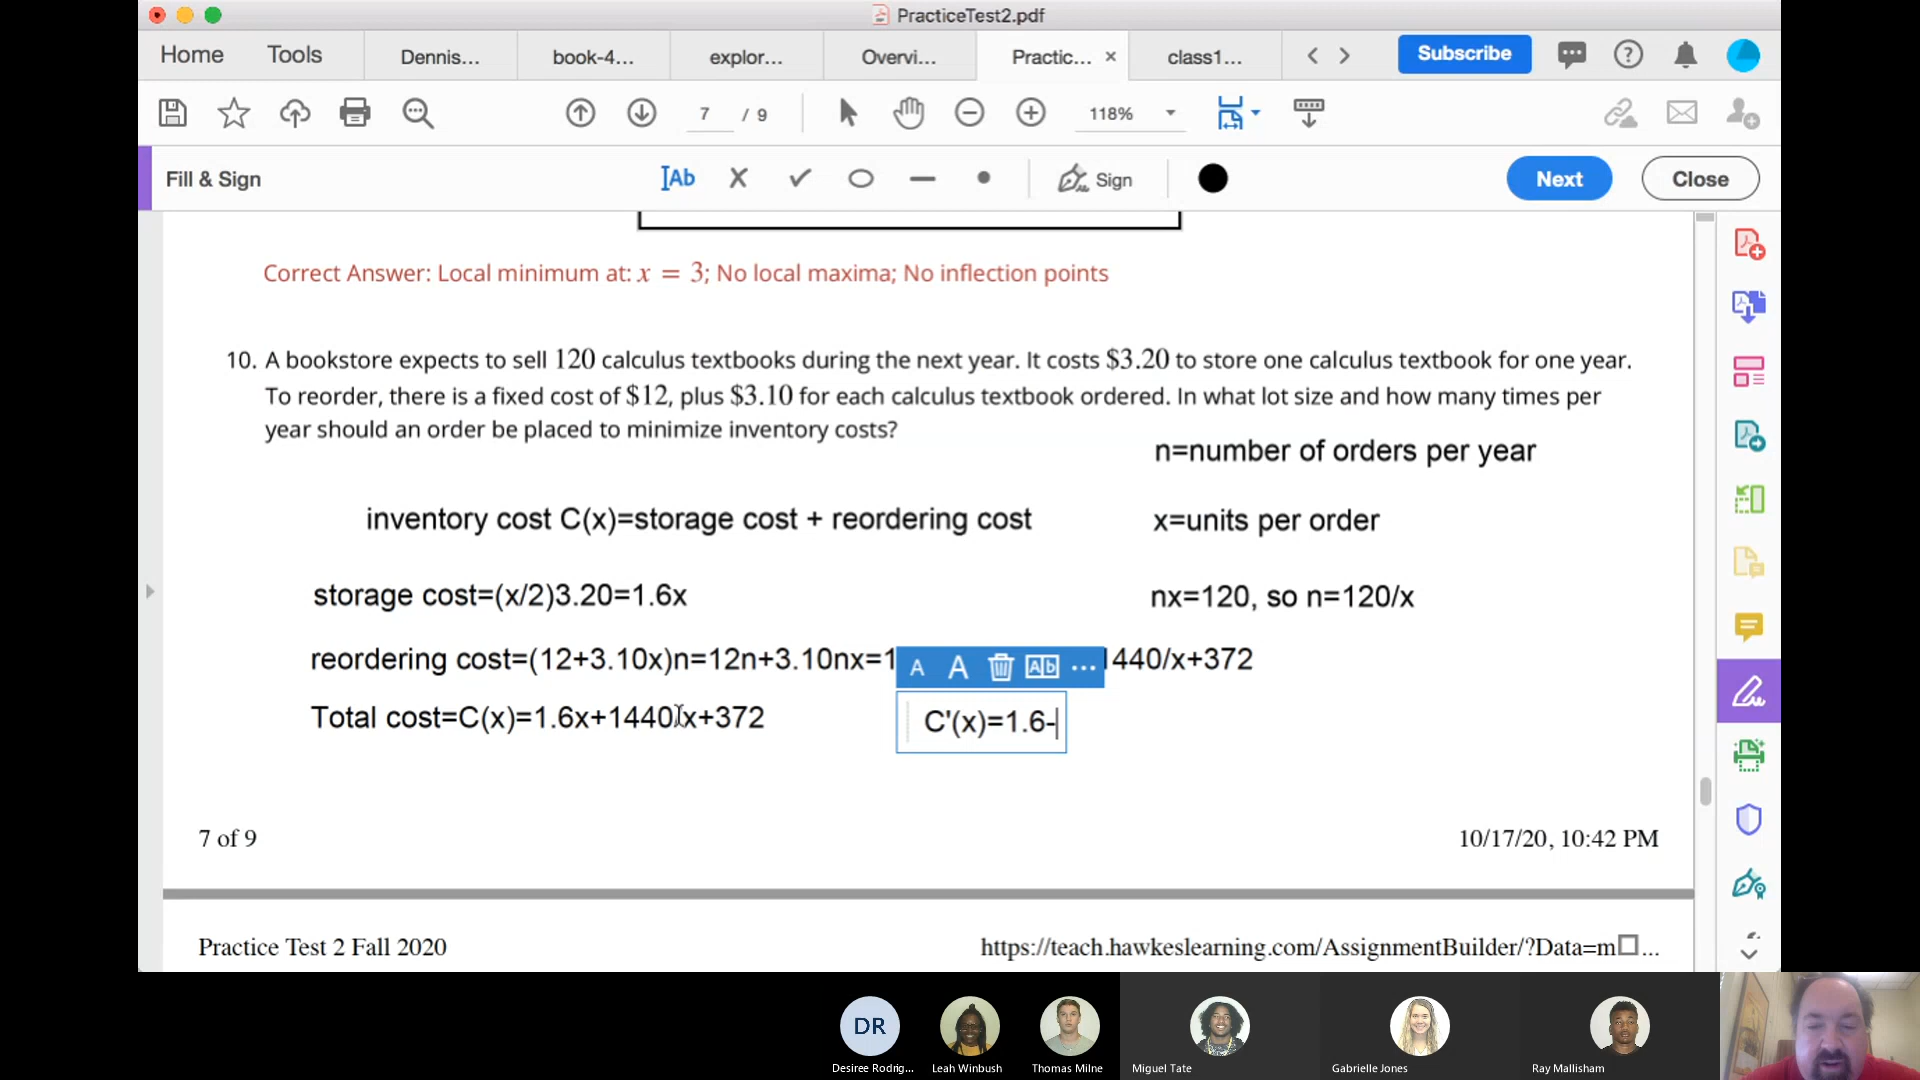 PracticeTest2.pdf
Home Tools Dennis... book-4... explor... Overvi... Practic... × class1... Subscribe
7 / 9 118%
Fill & Sign Ab Sign Next Close
Correct Answer: Local minimum at: x = 3; No local maxima; No inflection points
10. A bookstore expects to sell 120 calculus textbooks during the next year. It costs $3.20 to store one calculus textbook for one year.
To reorder, there is a fixed cost of $12, plus $3.10 for each calculus textbook ordered. In what lot size and how many times per
year should an order be placed to minimize inventory costs?
n=number of orders per year
inventory cost C(x)=storage cost + reordering cost
x=units per order
storage cost=(x/2)3.20=1.6x
nx=120, so n=120/x
reordering cost=(12+3.10x)n=12n+3.10nx=1 1440/x+372
A A Ab ...
Total cost=C(x)=1.6x+1440/x+372
C'(x)=1.6-
7 of 9
10/17/20, 10:42 PM
Practice Test 2 Fall 2020
https://teach.hawkeslearning.com/AssignmentBuilder/?Data=m□...
DR
Desiree Rodrig... Leah Winbush Thomas Milne Miguel Tate Gabrielle Jones Ray Mallisham